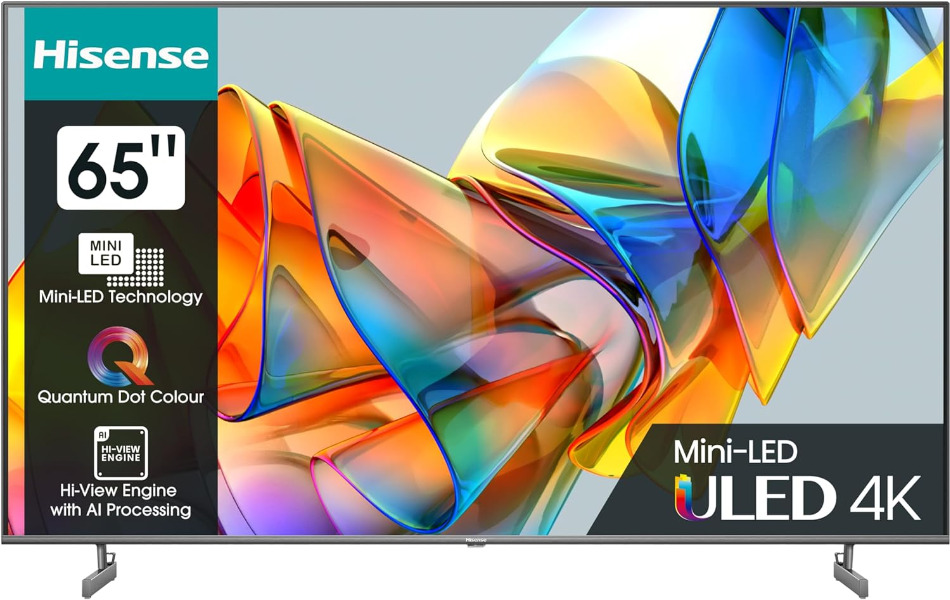 Hisense
65"
MINI
LED
Mini-LED Technology
Quantum Dot Colour
AI
HI-VIEW
ENGINE
Hi-View Engine
with AI Processing
Mini-LED
ULED 4K
Hisense